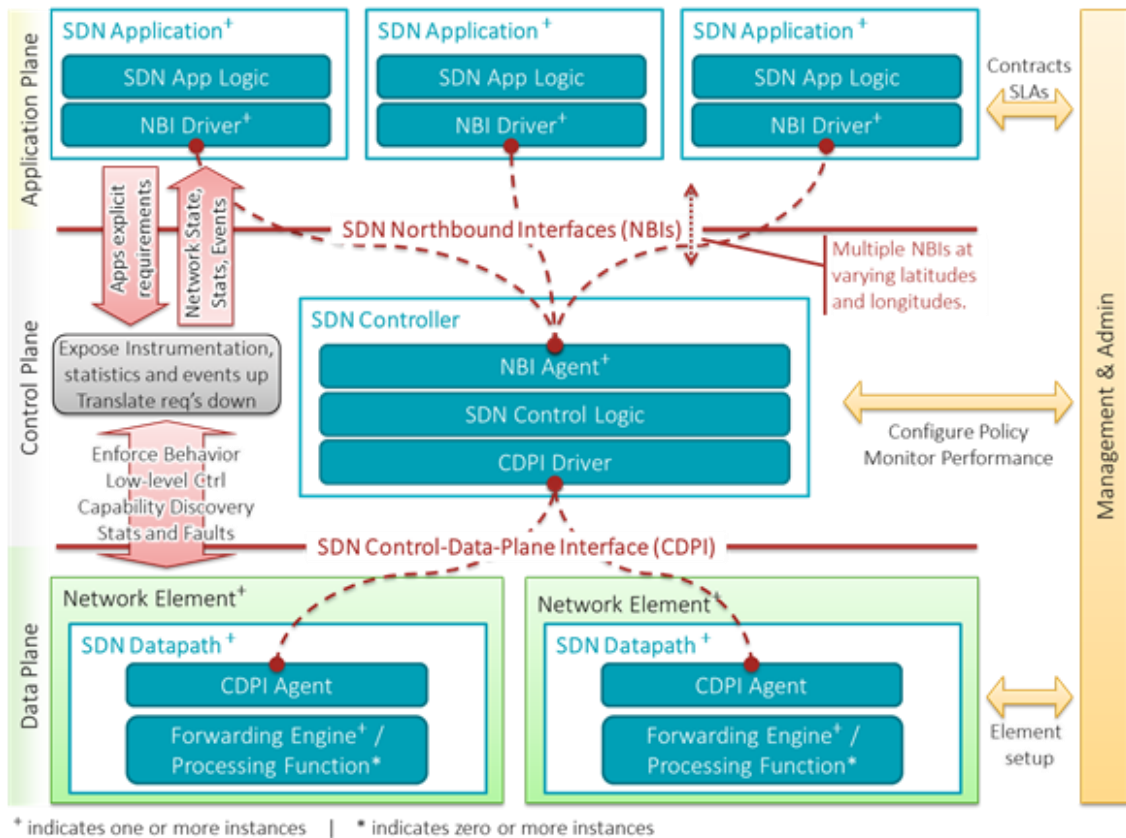 Application Plane
SDN Application+
SDN App Logic
NBI Driver+
SDN Application+
SDN App Logic
NBI Driver+
SDN Application+
SDN App Logic
NBI Driver+
Contracts
SLAs
Apps explicit
requirements
Network State,
Stats, Events
SDN Northbound Interfaces (NBIs)
Multiple NBIs at
varying latitudes
and longitudes.
Control Plane
Expose Instrumentation,
statistics and events up
Translate req's down
SDN Controller
NBI Agent+
SDN Control Logic
CDPI Driver
Configure Policy
Monitor Performance
Management & Admin
Enforce Behavior
Low-level Ctrl
Capability Discovery
Stats and Faults
SDN Control-Data-Plane Interface (CDPI)
Data Plane
Network Element+
SDN Datapath +
CDPI Agent
Forwarding Engine+ /
Processing Function*
Network Element+
SDN Datapath +
CDPI Agent
Forwarding Engine+ /
Processing Function*
Element
setup
+ indicates one or more instances | * indicates zero or more instances